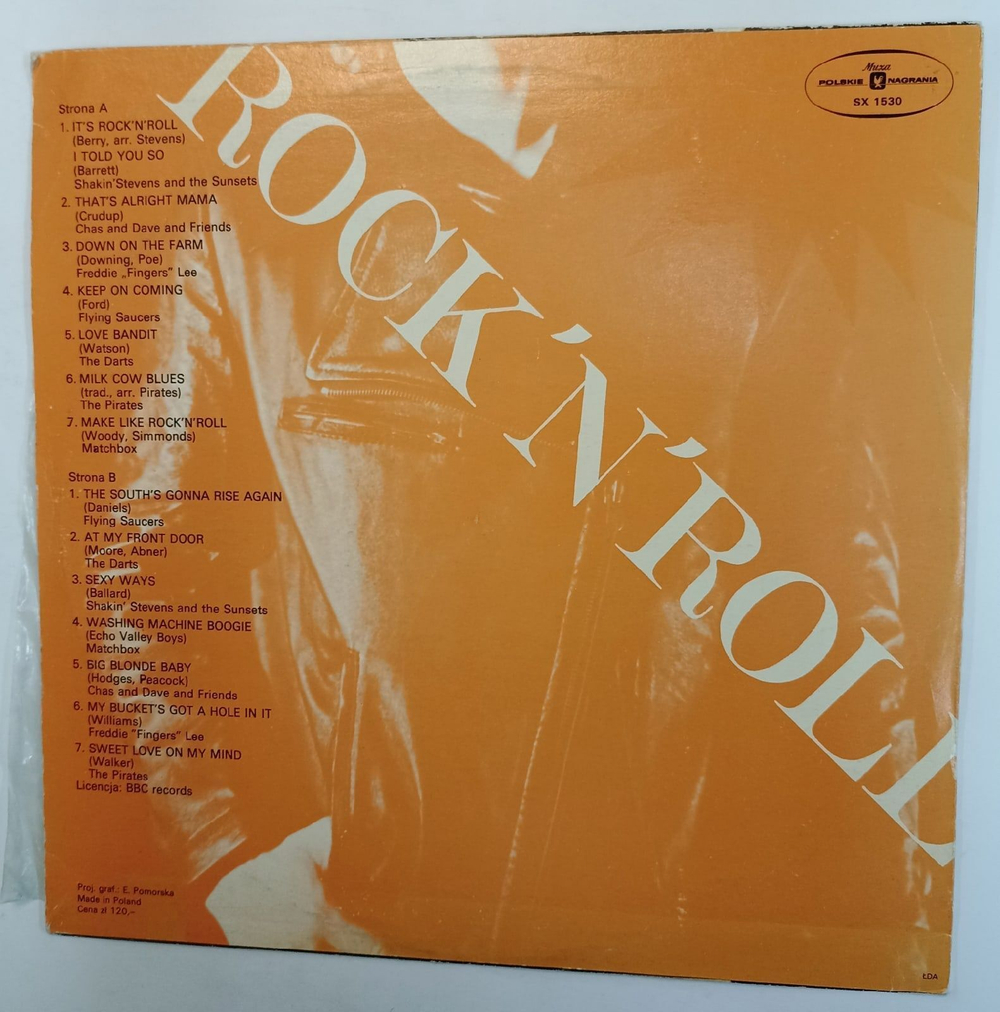 ROCK'N'ROLL
Muza
POLSKIE NAGRANIA
SX 1530
Strona A
1. IT'S ROCK'N'ROLL
(Berry, arr. Stevens)
I TOLD YOU SO
(Barrett)
Shakin'Stevens and the Sunsets
2. THAT'S ALRIGHT MAMA
(Crudup)
Chas and Dave and Friends
3. DOWN ON THE FARM
(Downing, Poe)
Freddie „Fingers" Lee
4. KEEP ON COMING
(Ford)
Flying Saucers
5. LOVE BANDIT
(Watson)
The Darts
6. MILK COW BLUES
(trad., arr. Pirates)
The Pirates
7. MAKE LIKE ROCK'N'ROLL
(Woody, Simmonds)
Matchbox
Strona B
1. THE SOUTH'S GONNA RISE AGAIN
(Daniels)
Flying Saucers
2. AT MY FRONT DOOR
(Moore, Abner)
The Darts
3. SEXY WAYS
(Ballard)
Shakin' Stevens and the Sunsets
4. WASHING MACHINE BOOGIE
(Echo Valley Boys)
Matchbox
5. BIG BLONDE BABY
(Hodges, Peacock)
Chas and Dave and Friends
6. MY BUCKET'S GOT A HOLE IN IT
(Williams)
Freddie "Fingers" Lee
7. SWEET LOVE ON MY MIND
(Walker)
The Pirates
Licencja: BBC records
Proj. graf.: E. Pomorska
Made in Poland
Cena zł 120,–
ŁDA